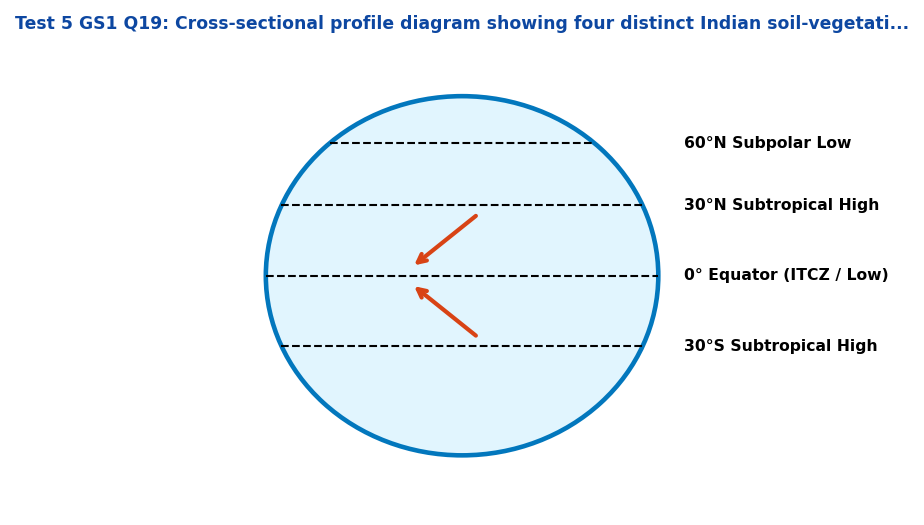 Test 5 GS1 Q19: Cross-sectional profile diagram showing four distinct Indian soil-vegetati...
60°N Subpolar Low
30°N Subtropical High
0° Equator (ITCZ / Low)
30°S Subtropical High